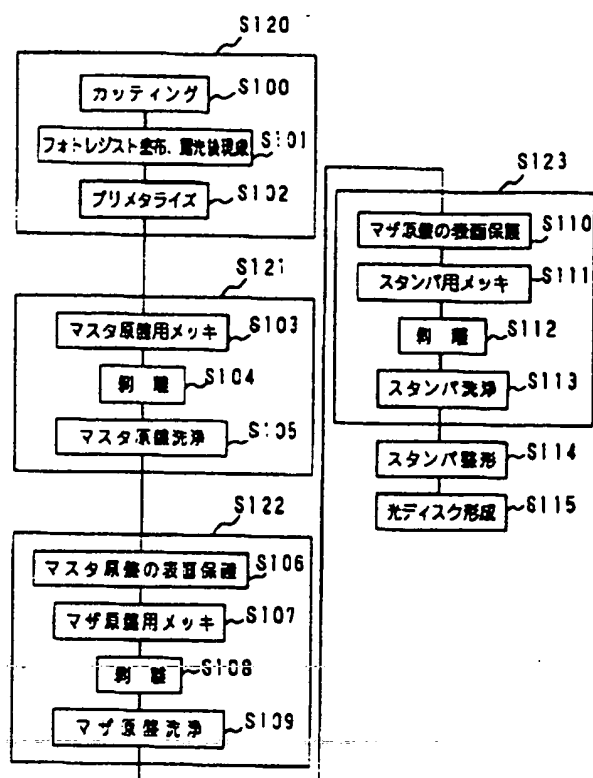 S120
カッティング S100
フォトレジスト塗布、露光後現成 S101
プリメタライズ S102
S121
マスタ原盤用メッキ S103
剥 離 S104
マスタ原盤洗浄 S105
S122
マスタ原盤の表面保護 S106
マザ原盤用メッキ S107
剥 離 S108
マザ原盤洗浄 S109
S123
マザ原盤の表面保護 S110
スタンパ用メッキ S111
剥 離 S112
スタンパ洗浄 S113
スタンパ整形 S114
光ディスク形成 S115